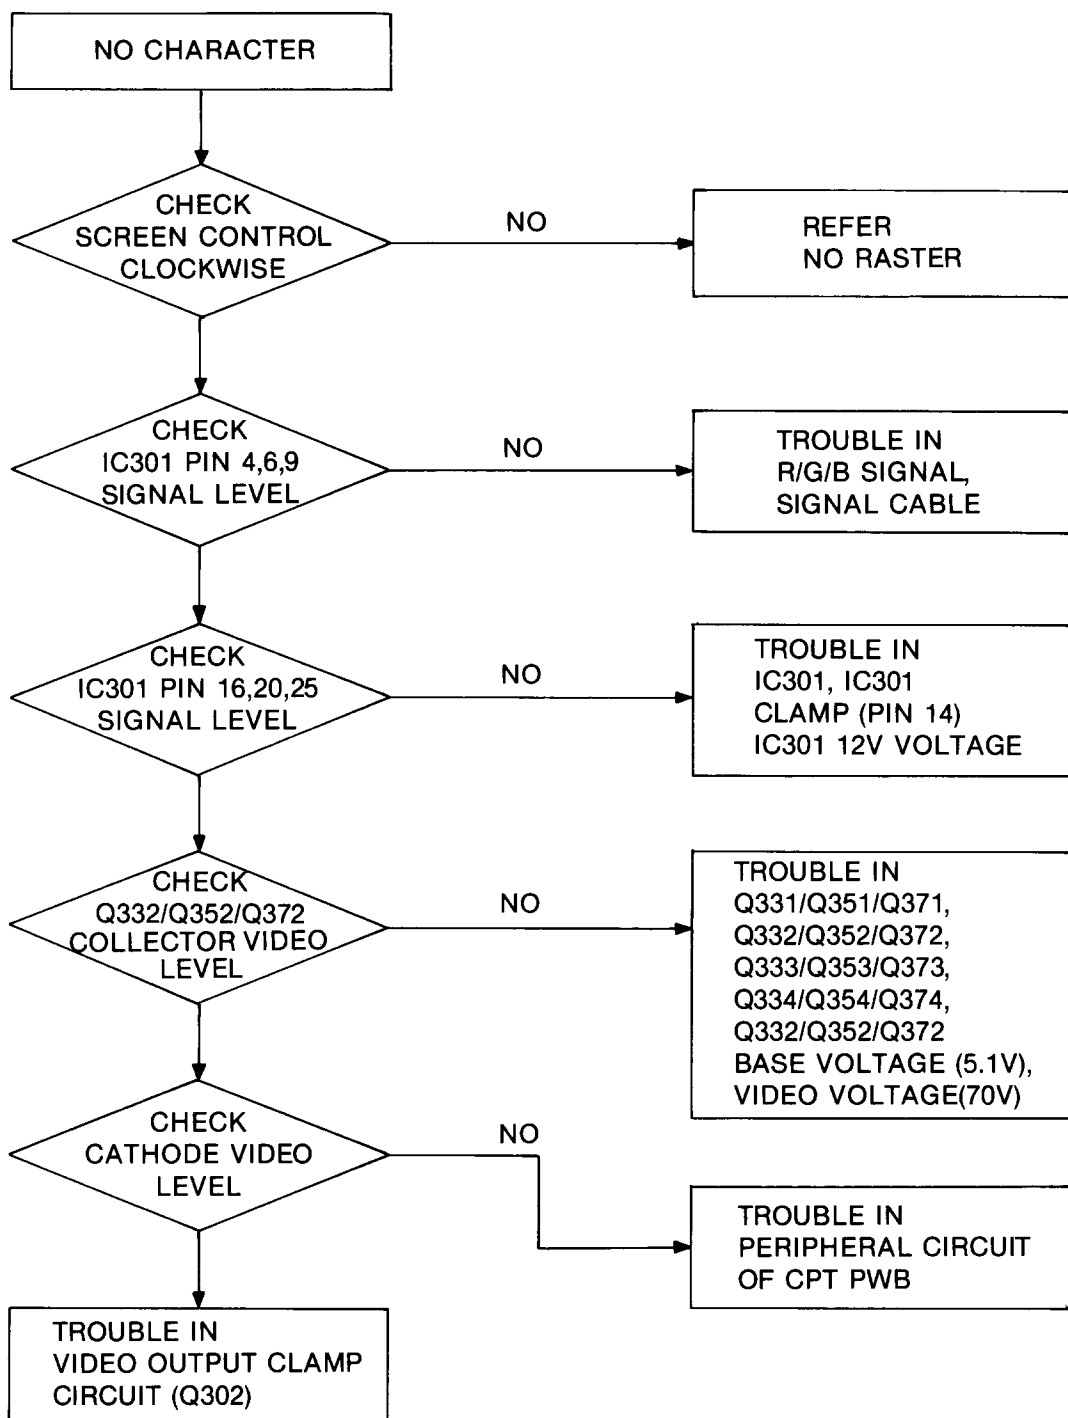 NO CHARACTER
CHECK
SCREEN CONTROL
CLOCKWISE
NO
REFER
NO RASTER
CHECK
IC301 PIN 4,6,9
SIGNAL LEVEL
NO
TROUBLE IN
R/G/B SIGNAL,
SIGNAL CABLE
CHECK
IC301 PIN 16,20,25
SIGNAL LEVEL
NO
TROUBLE IN
IC301, IC301
CLAMP (PIN 14)
IC301 12V VOLTAGE
CHECK
Q332/Q352/Q372
COLLECTOR VIDEO
LEVEL
NO
TROUBLE IN
Q331/Q351/Q371,
Q332/Q352/Q372,
Q333/Q353/Q373,
Q334/Q354/Q374,
Q332/Q352/Q372
BASE VOLTAGE (5.1V),
VIDEO VOLTAGE(70V)
CHECK
CATHODE VIDEO
LEVEL
NO
TROUBLE IN
PERIPHERAL CIRCUIT
OF CPT PWB
TROUBLE IN
VIDEO OUTPUT CLAMP
CIRCUIT (Q302)